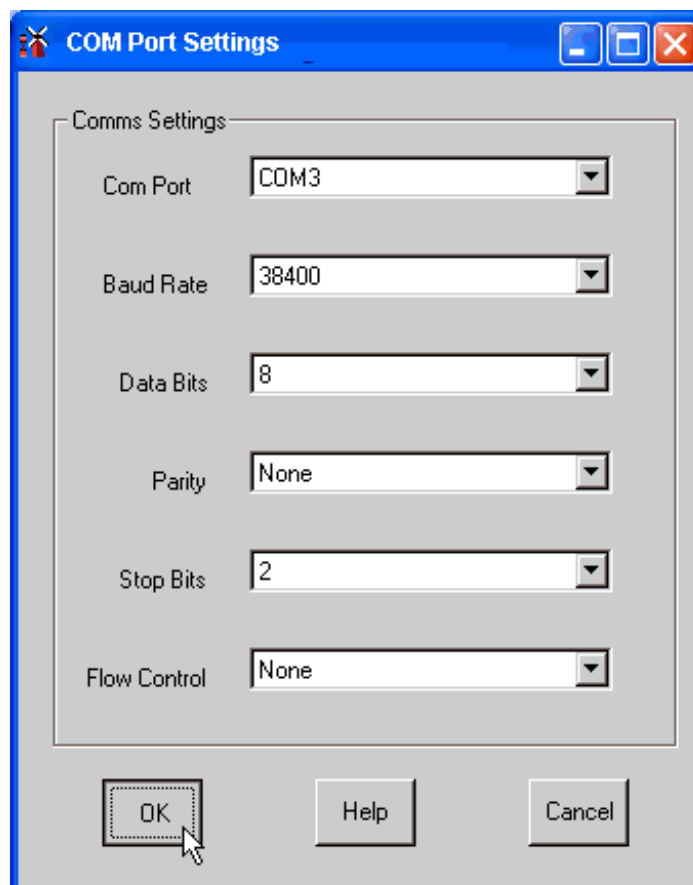 COM Port Settings
Comms Settings
Com Port COM3
Baud Rate 38400
Data Bits 8
Parity None
Stop Bits 2
Flow Control None
OK Help Cancel